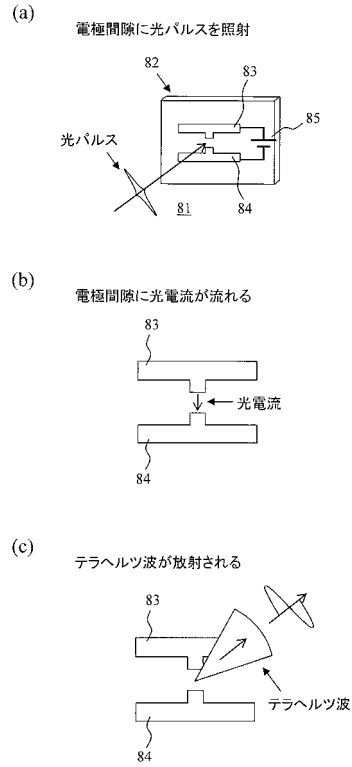 (a)
電極間隙に光パルスを照射
82
83
85
光パルス
81
84
(b)
電極間隙に光電流が流れる
83
光電流
84
(c)
テラヘルツ波が放射される
83
テラヘルツ波
84